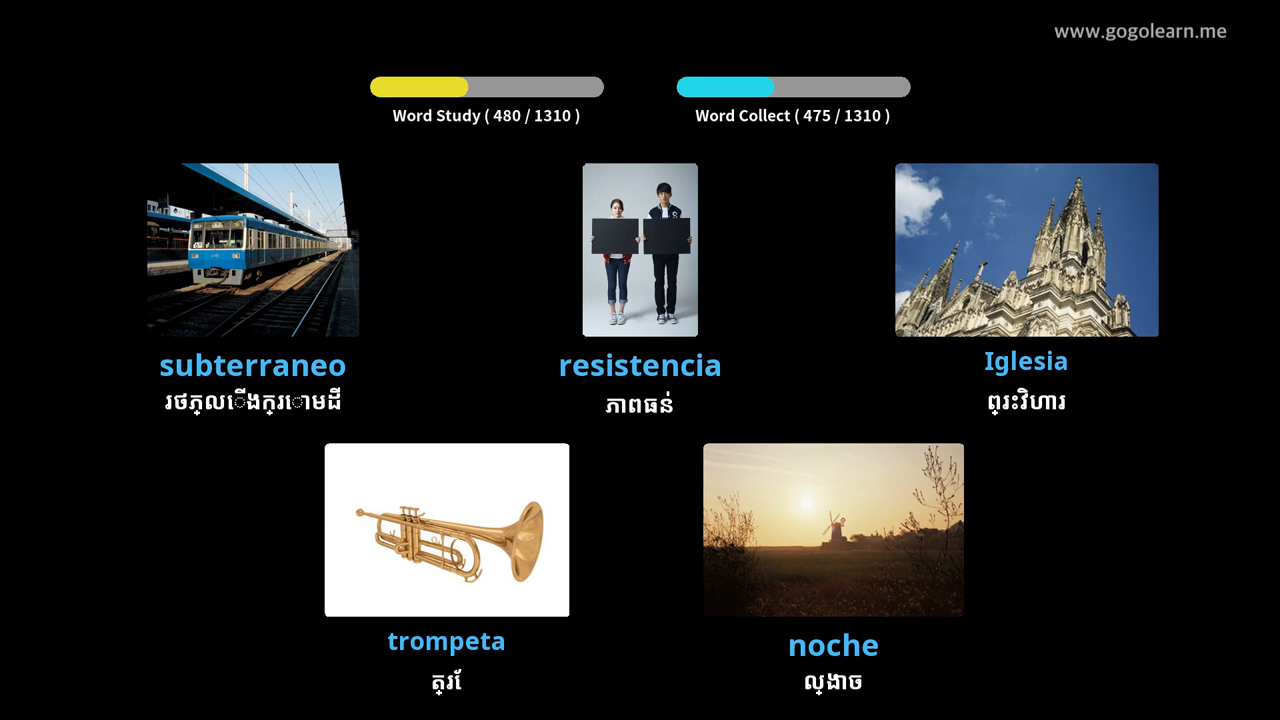 www.gogolearn.me
Word Study ( 480 / 1310 )
Word Collect ( 475 / 1310 )
subterraneo
រថភ្លើងក្រោមដី
resistencia
ភាពធន់
Iglesia
ព្រះវិហារ
trompeta
ត្រែ
noche
ល្ងាច